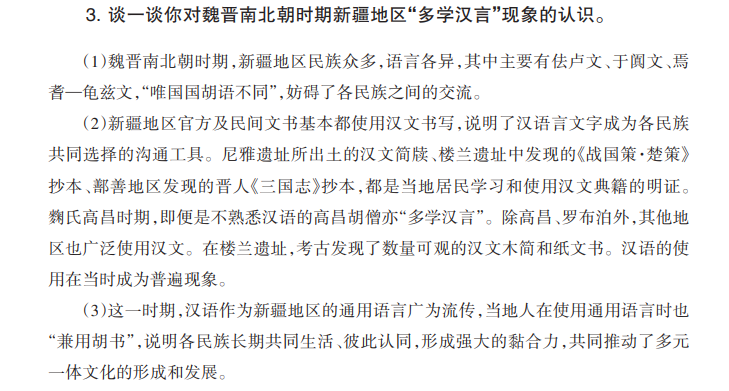 3. 谈一谈你对魏晋南北朝时期新疆地区“多学汉言”现象的认识。
(1)魏晋南北朝时期,新疆地区民族众多,语言各异,其中主要有佉卢文、于阗文、焉
耆—龟兹文,“唯国国胡语不同”,妨碍了各民族之间的交流。
(2)新疆地区官方及民间文书基本都使用汉文书写,说明了汉语言文字成为各民族
共同选择的沟通工具。尼雅遗址所出土的汉文简牍、楼兰遗址中发现的《战国策·楚策》
抄本、鄯善地区发现的晋人《三国志》抄本,都是当地居民学习和使用汉文典籍的明证。
麴氏高昌时期,即便是不熟悉汉语的高昌胡僧亦“多学汉言”。除高昌、罗布泊外,其他地
区也广泛使用汉文。在楼兰遗址,考古发现了数量可观的汉文木简和纸文书。汉语的使
用在当时成为普遍现象。
(3)这一时期,汉语作为新疆地区的通用语言广为流传,当地人在使用通用语言时也
“兼用胡书”,说明各民族长期共同生活、彼此认同,形成强大的黏合力,共同推动了多元
一体文化的形成和发展。